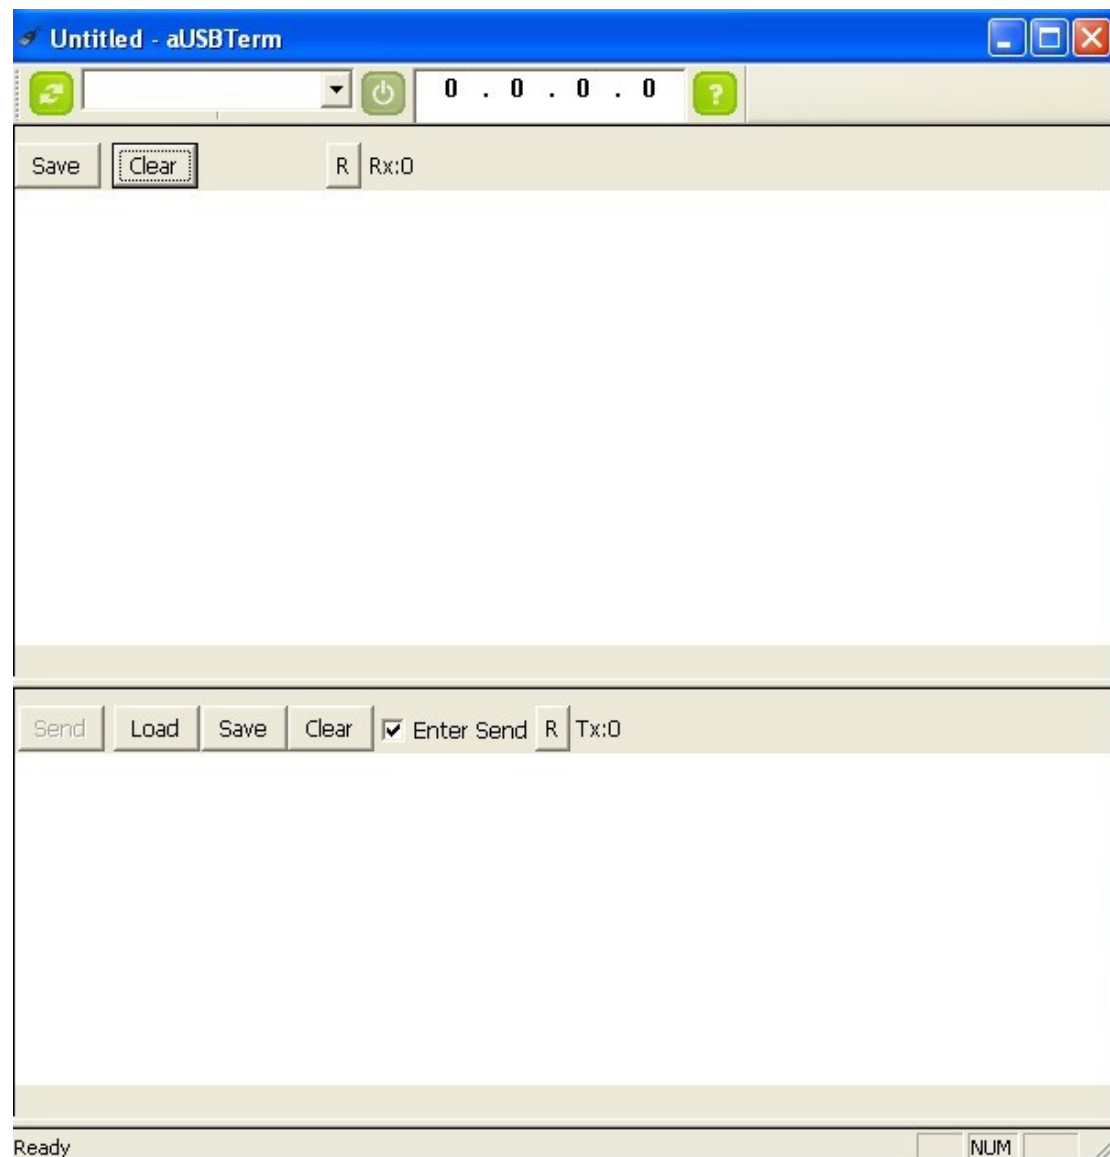 Untitled - aUSBTerm
0 . 0 . 0 . 0 ?
Save Clear R Rx:0
Send Load Save Clear Enter Send R Tx:0
Ready NUM